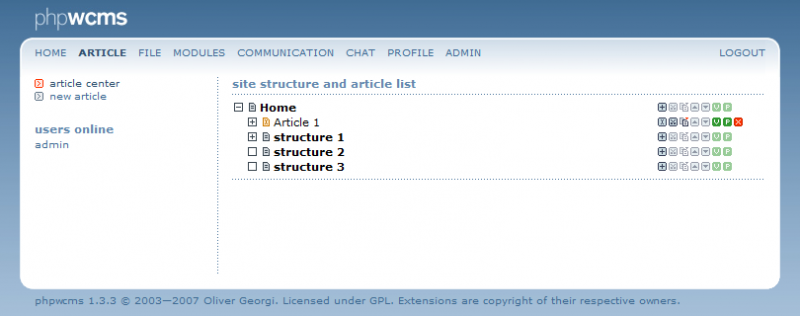 phpwcms
HOME ARTICLE FILE MODULES COMMUNICATION CHAT PROFILE ADMIN LOGOUT
article center
new article
users online
admin
site structure and article list
Home
Article 1
structure 1
structure 2
structure 3
phpwcms 1.3.3 © 2003—2007 Oliver Georgi. Licensed under GPL. Extensions are copyright of their respective owners.